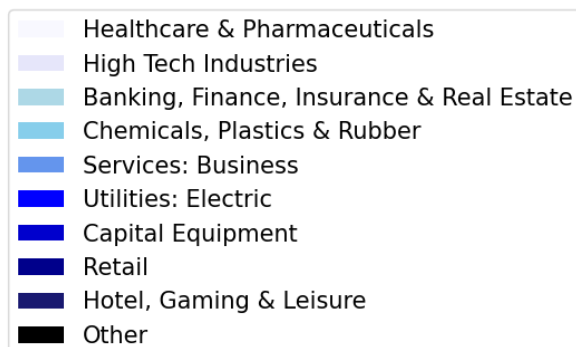 Healthcare & Pharmaceuticals
High Tech Industries
Banking, Finance, Insurance & Real Estate
Chemicals, Plastics & Rubber
Services: Business
Utilities: Electric
Capital Equipment
Retail
Hotel, Gaming & Leisure
Other